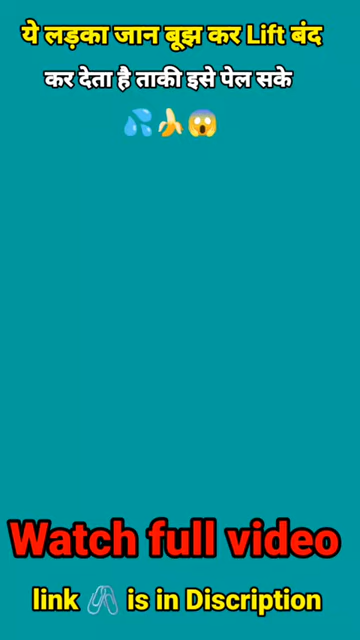 ये लड़का जान बूझ कर Lift बंद
कर देता है ताकी इसे पेल सके
💦🍌😱
Watch full video
link 🖇️ is in Discription